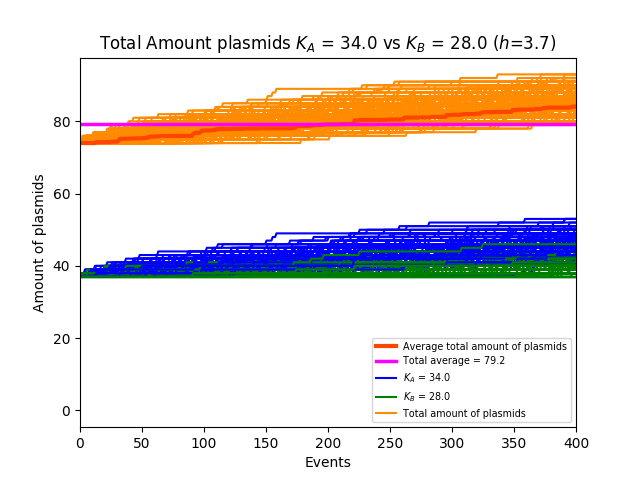 Total Amount plasmids K_A = 34.0 vs K_B = 28.0 (h=3.7)
Amount of plasmids
80
60
40
20
0
Average total amount of plasmids
Total average = 79.2
K_A = 34.0
K_B = 28.0
Total amount of plasmids
0 50 100 150 200 250 300 350 400
Events